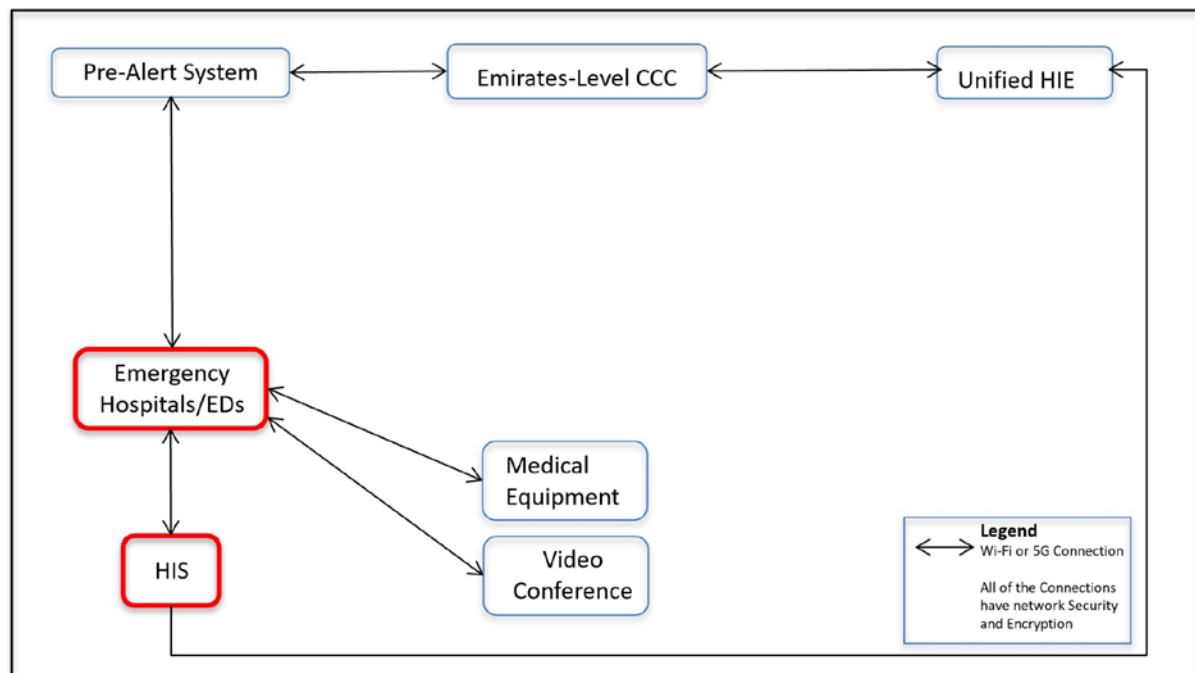 Pre-Alert System
Emirates-Level CCC
Unified HIE
Emergency
Hospitals/EDs
Medical
Equipment
Video
Conference
HIS
Legend
Wi-Fi or 5G Connection
All of the Connections
have network Security
and Encryption